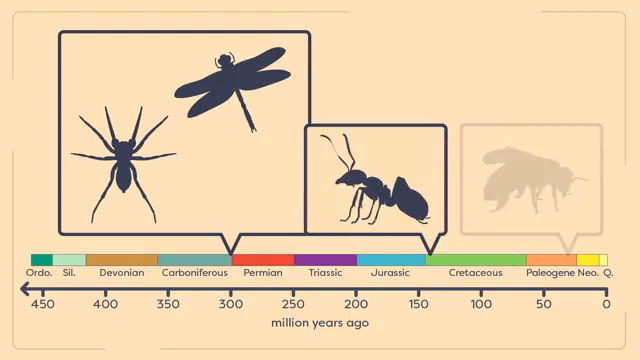 Ordo. Sil. Devonian Carboniferous Permian Triassic Jurassic Cretaceous Paleogene Neo. Q.
450 400 350 300 250 200 150 100 50 0
million years ago